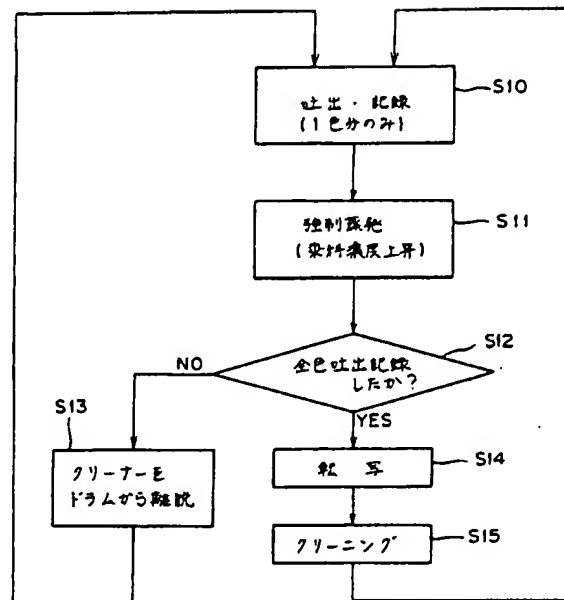 S10
吐出・記録
(1色分のみ)
S11
強制蒸発
(染料濃度上昇)
S12
全色吐出記録
したか?
NO
YES
S13
クリーナーを
ドラムから離脱
S14
転写
S15
クリーニング